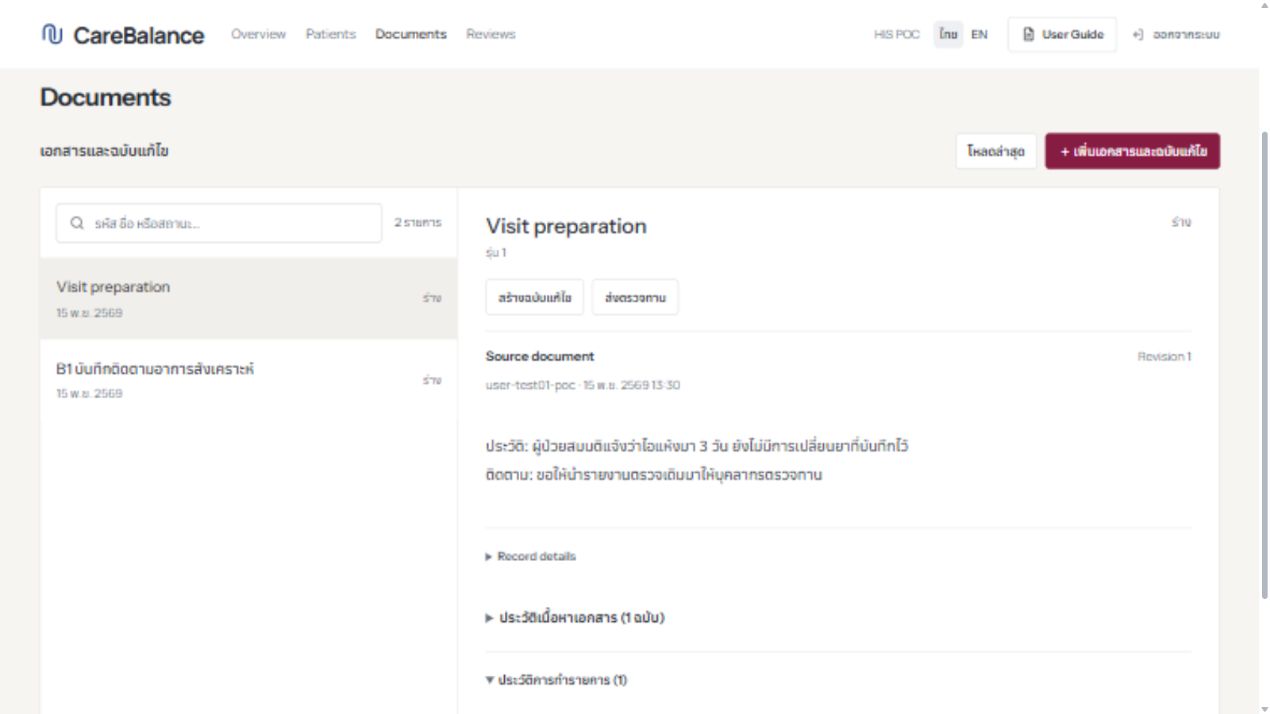 CareBalance
Overview
Patients
Documents
Reviews
HIS POC
ไทย
EN
User Guide
ออกจากระบบ
Documents
เอกสารและฉบับแก้ไข
โหลดล่าสุด
+ เพิ่มเอกสารและฉบับแก้ไข
รหัส ชื่อ หรือสถานะ...
2 รายการ
Visit preparation
15 พ.ย. 2569
ร่าง
B1 บันทึกติดตามอาการสังเคราะห์
15 พ.ย. 2569
ร่าง
Visit preparation
ร่าง
รุ่น 1
สร้างฉบับแก้ไข
ส่งตรวจทาน
Source document
Revision 1
user-test01-poc · 15 พ.ย. 2569 13:30
ประวัติ: ผู้ป่วยสมมติแจ้งว่าไอแห้งมา 3 วัน ยังไม่มีการเปลี่ยนยาที่บันทึกไว้
ติดตาม: ขอให้นำรายงานตรวจเดิมมาให้บุคลากรตรวจทาน
Record details
ประวัติเนื้อหาเอกสาร (1 ฉบับ)
ประวัติการทำรายการ (1)